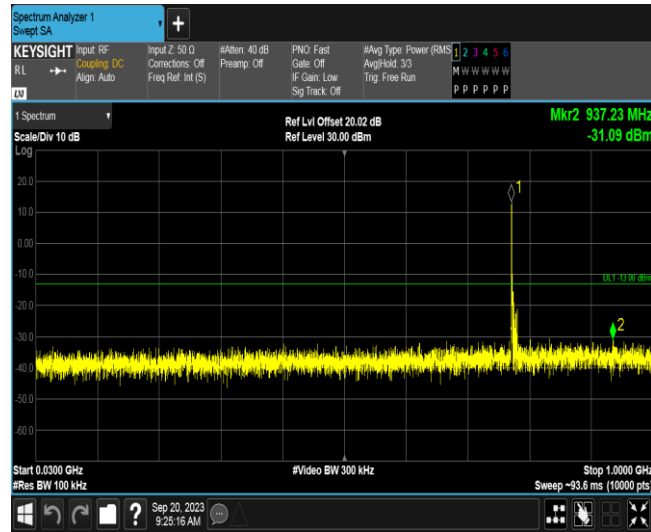 Spectrum Analyzer 1
Swept SA
+
KEYSIGHT
RL
LXI
Input: RF
Coupling: DC
Align: Auto
Input Z: 50 Ω
Corrections: Off
Freq Ref: Int (S)
#Atten: 40 dB
Preamp: Off
PNO: Fast
Gate: Off
IF Gain: Low
Sig Track: Off
#Avg Type: Power (RMS
Avg|Hold: 3/3
Trig: Free Run
1 2 3 4 5 6
M W W W W W
P P P P P P
1 Spectrum
Scale/Div 10 dB
Log
Ref Lvl Offset 20.02 dB
Ref Level 30.00 dBm
Mkr2 937.23 MHz
-31.09 dBm
20.0
10.0
0.00
-10.0
-20.0
-30.0
-40.0
-50.0
-60.0
1
DL1 -13.00 dBm
2
Start 0.0300 GHz
#Res BW 100 kHz
#Video BW 300 kHz
Stop 1.0000 GHz
Sweep ~93.6 ms (10000 pts)
?
Sep 20, 2023
9:25:16 AM